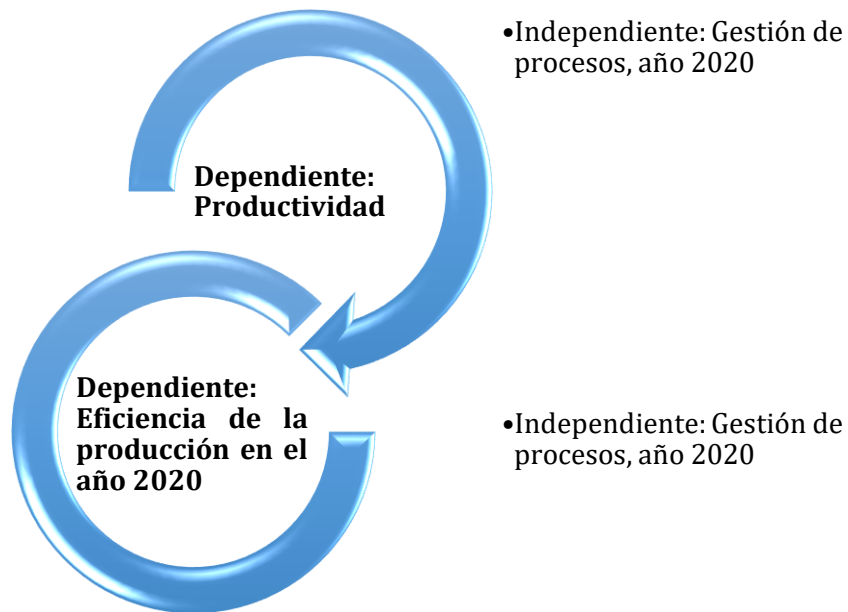 •Independiente: Gestión de
procesos, año 2020
Dependiente:
Productividad
Dependiente:
Eficiencia de la
producción en el
año 2020
•Independiente: Gestión de
procesos, año 2020